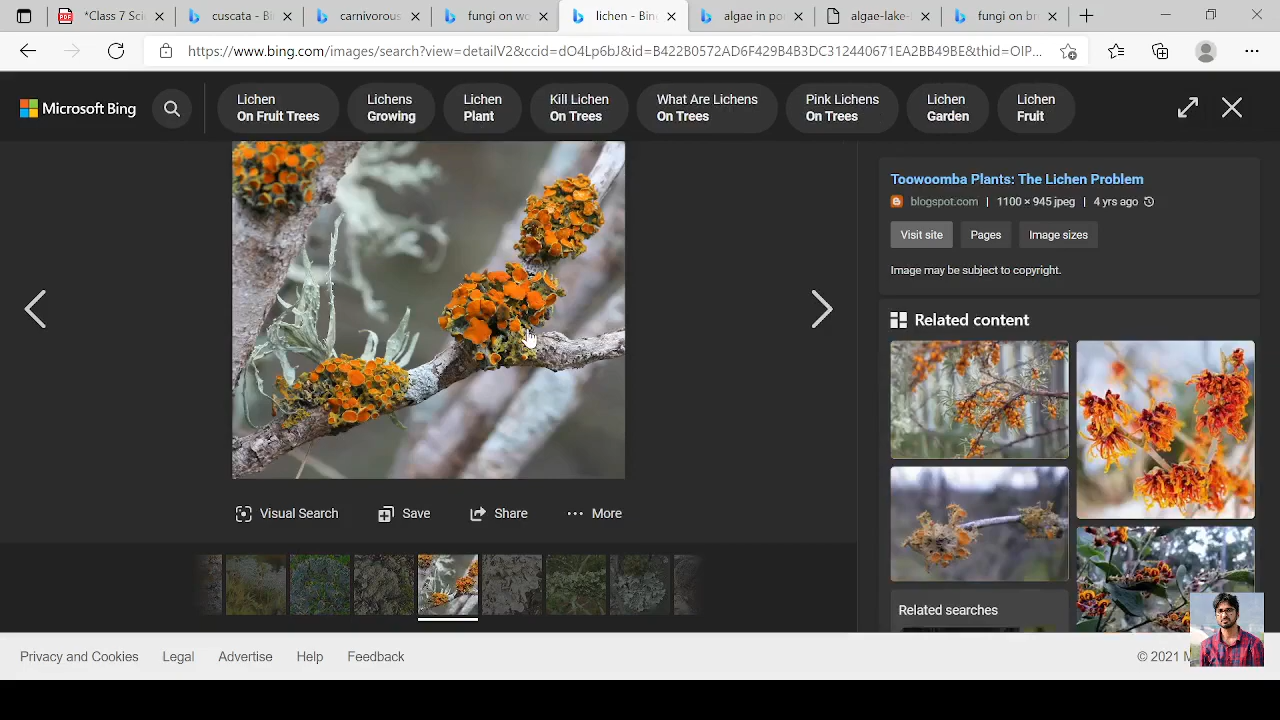 *Class 7 Sci
cuscata - Bi
carnivorous
fungi on wo
lichen - Bing
algae in po
algae-lake-
fungi on br
https://www.bing.com/images/search?view=detailV2&ccid=dO4Lp6bJ&id=B422B0572AD6F429B4B3DC312440671EA2BB49BE&thid=OIP...
Microsoft Bing
Lichen
On Fruit Trees
Lichens
Growing
Lichen
Plant
Kill Lichen
On Trees
What Are Lichens
On Trees
Pink Lichens
On Trees
Lichen
Garden
Lichen
Fruit
Toowoomba Plants: The Lichen Problem
blogspot.com | 1100 × 945 jpeg | 4 yrs ago
Visit site
Pages
Image sizes
Image may be subject to copyright.
Related content
Visual Search
Save
Share
More
Related searches
Privacy and Cookies
Legal
Advertise
Help
Feedback
© 2021